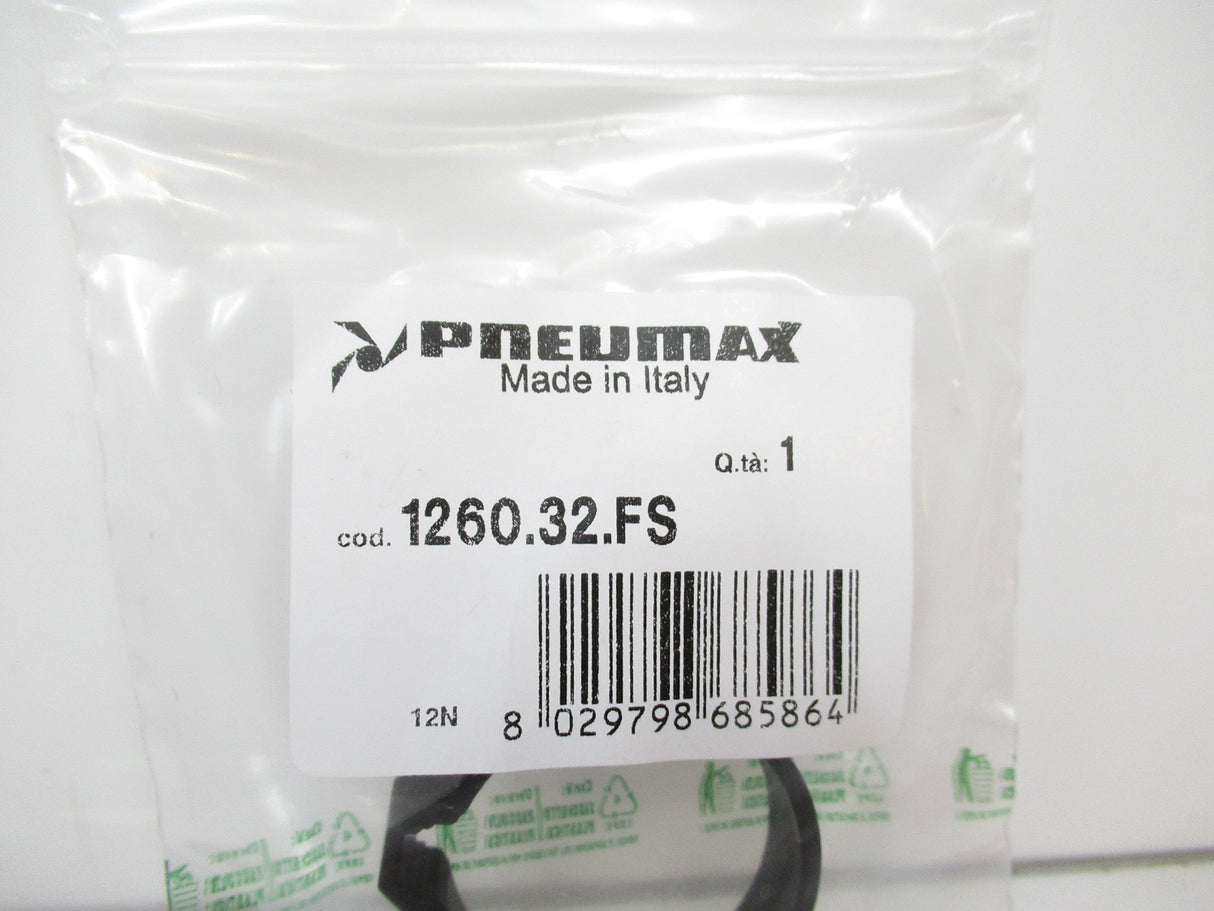 PNEUMAX
Made in Italy
Q.tà: 1
cod. 1260.32.FS
12N
8 029798 685864